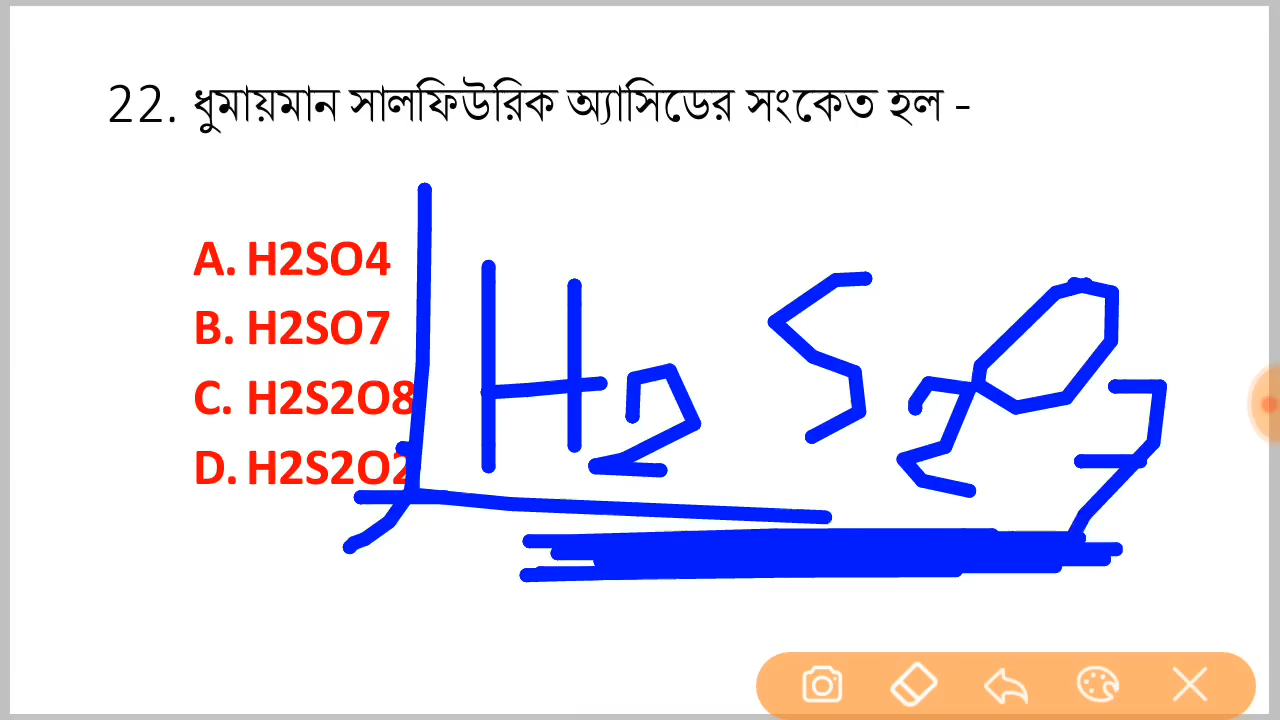 22. ধুমায়মান সালফিউরিক অ্যাসিডের সংকেত হল -
A. H2SO4
B. H2SO7
C. H2S2O8
D. H2S2O2
H2S2O7